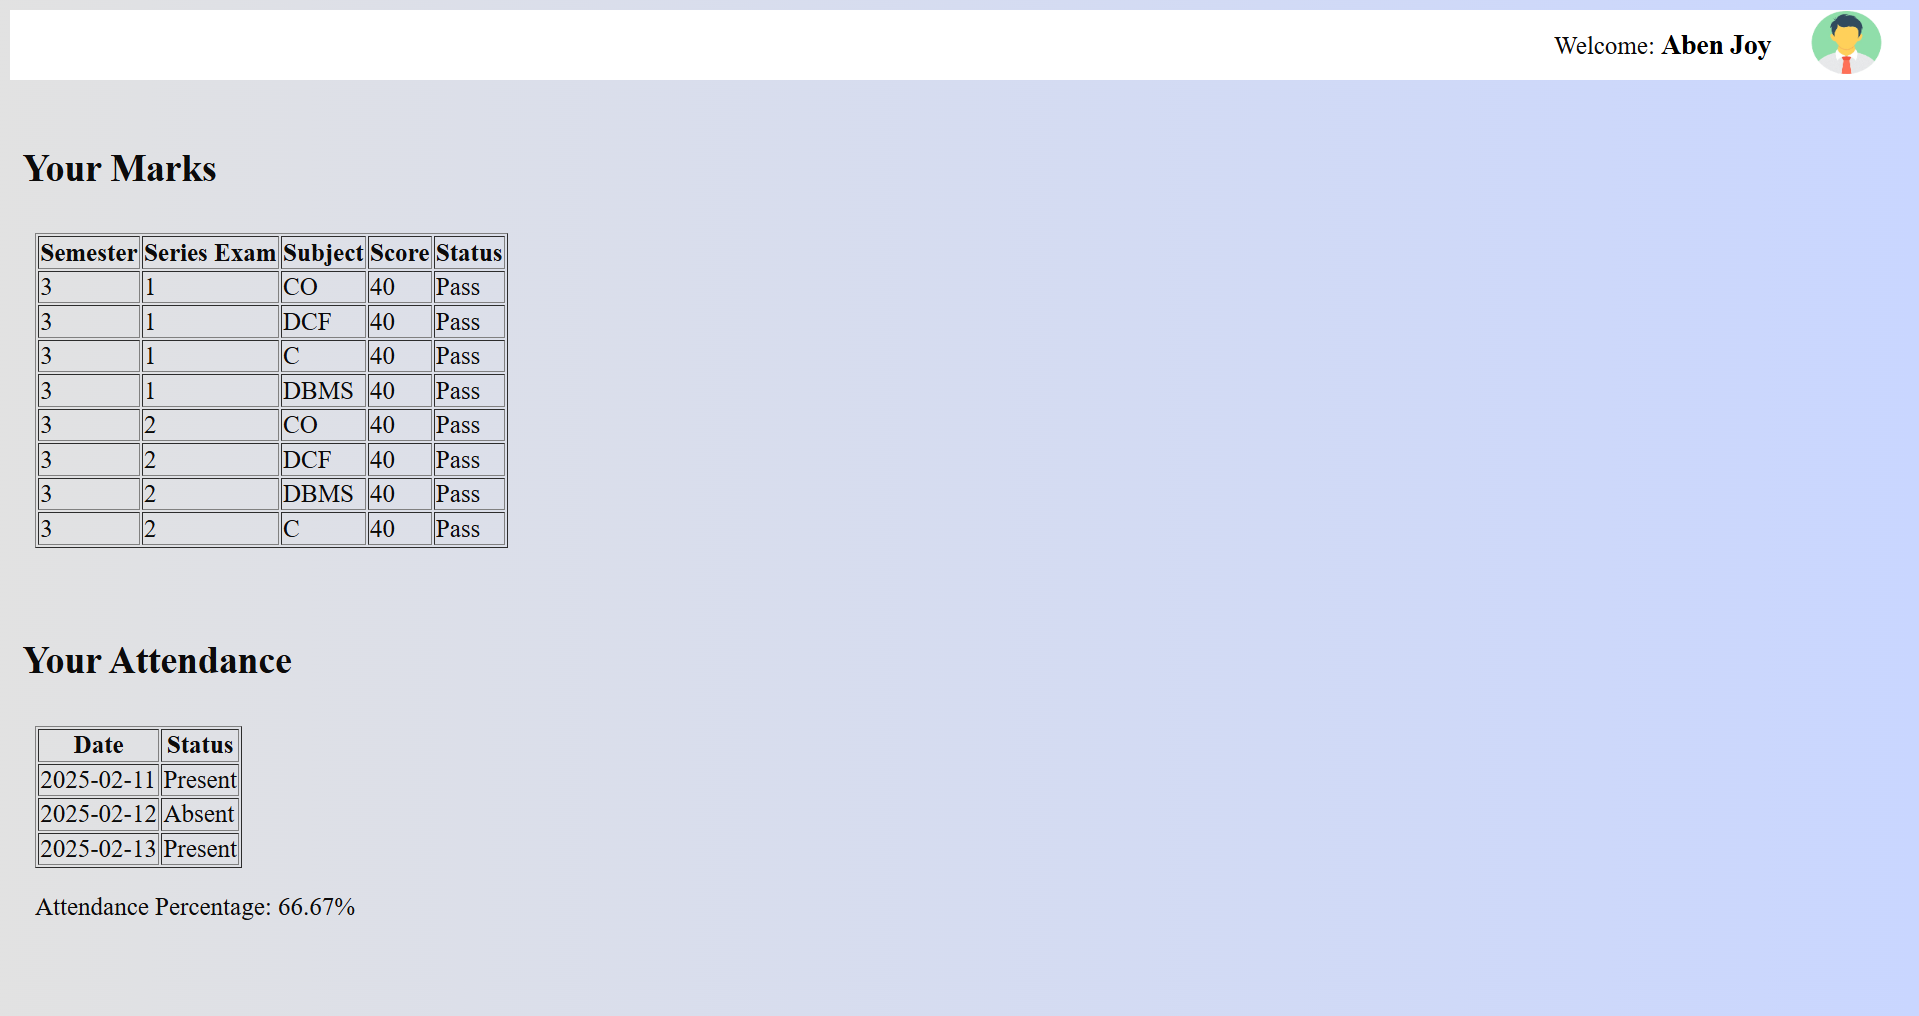 Welcome: Aben Joy
Your Marks
Semester Series Exam Subject Score Status
3 1 CO 40 Pass
3 1 DCF 40 Pass
3 1 C 40 Pass
3 1 DBMS 40 Pass
3 2 CO 40 Pass
3 2 DCF 40 Pass
3 2 DBMS 40 Pass
3 2 C 40 Pass
Your Attendance
Date Status
2025-02-11 Present
2025-02-12 Absent
2025-02-13 Present
Attendance Percentage: 66.67%